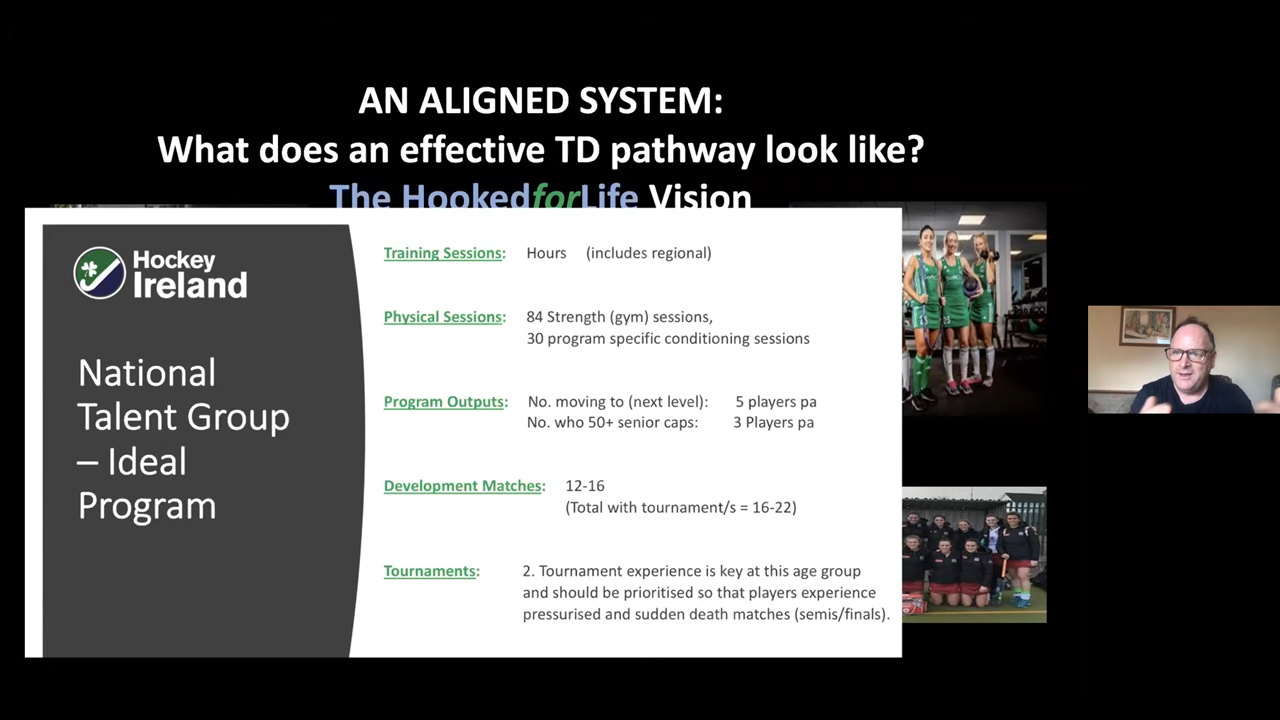 AN ALIGNED SYSTEM:
What does an effective TD pathway look like?
The HookedforLife Vision
Hockey
Ireland
National
Talent Group
– Ideal
Program
Training Sessions: Hours (includes regional)
Physical Sessions: 84 Strength (gym) sessions,
30 program specific conditioning sessions
Program Outputs: No. moving to (next level): 5 players pa
No. who 50+ senior caps: 3 Players pa
Development Matches: 12-16
(Total with tournament/s = 16-22)
Tournaments: 2. Tournament experience is key at this age group
and should be prioritised so that players experience
pressurised and sudden death matches (semis/finals).